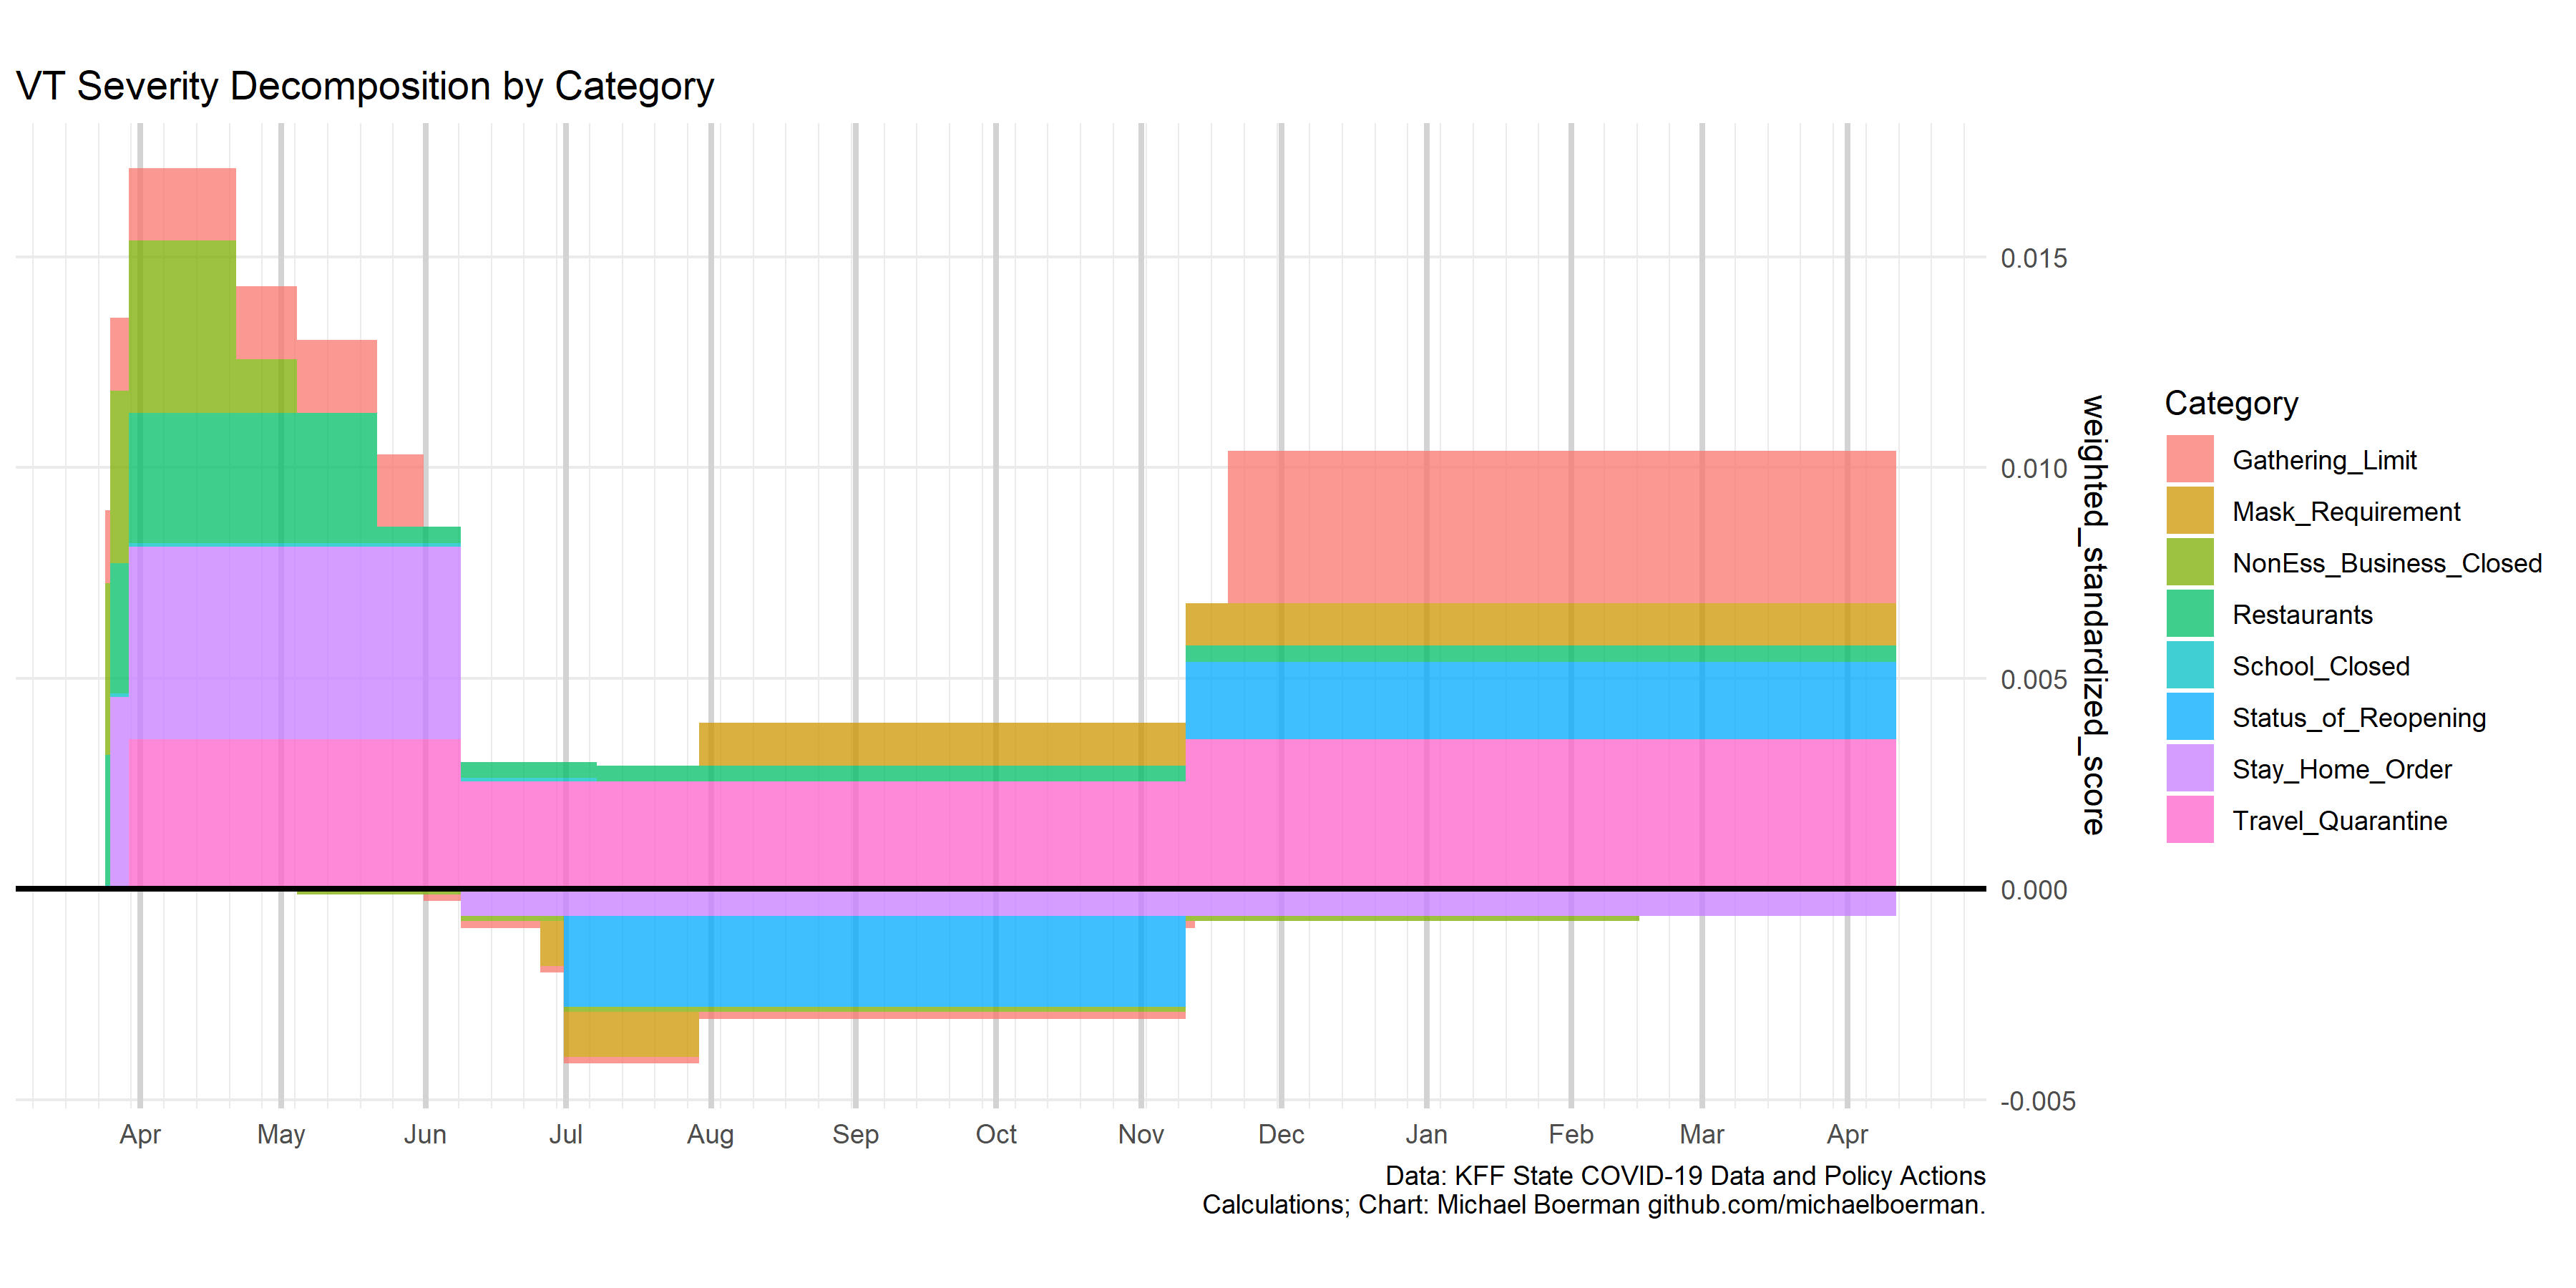 VT Severity Decomposition by Category
0.015
0.010
0.005
0.000
-0.005
weighted_standardized_score
Category
Gathering_Limit
Mask_Requirement
NonEss_Business_Closed
Restaurants
School_Closed
Status_of_Reopening
Stay_Home_Order
Travel_Quarantine
Apr May Jun Jul Aug Sep Oct Nov Dec Jan Feb Mar Apr
Data: KFF State COVID-19 Data and Policy Actions
Calculations; Chart: Michael Boerman github.com/michaelboerman.